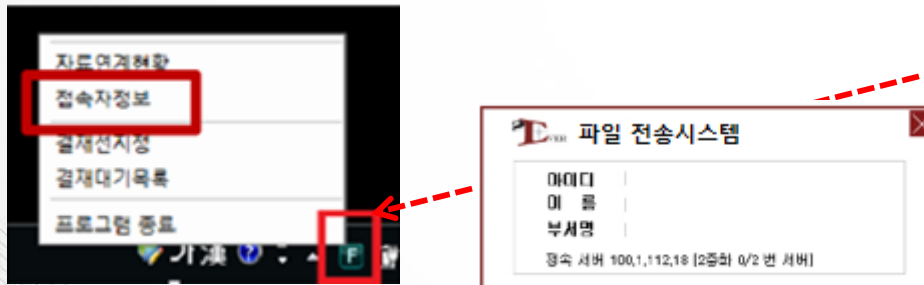 자료연계현황
접속자정보
결재선지정
결재대기목록
프로그램 종료
가漢
F
파일 전송시스템
아이디
이 름
부서명
접속 서버 100,1,112,18 [2중화 0/2 번 서버]